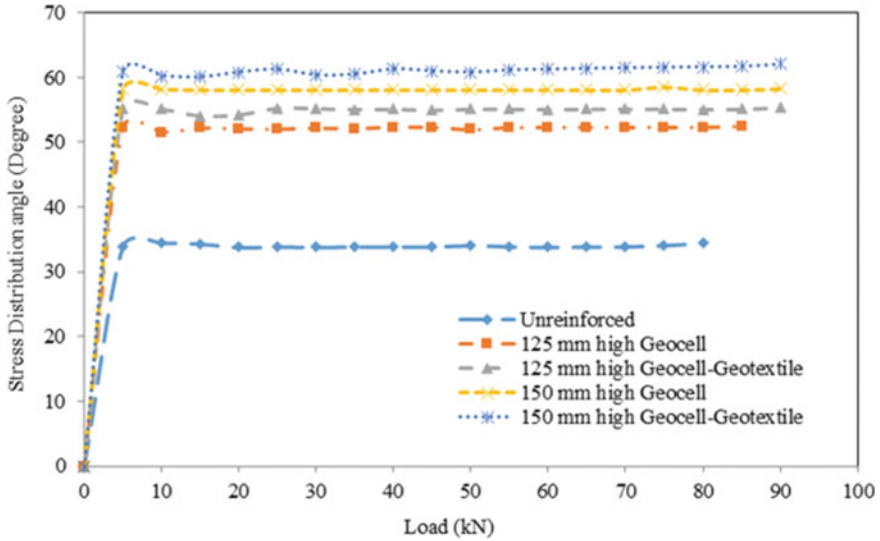 70
60
50
40
30
20
10
0
Stress Distribution angle (Degree)
Unreinforced
125 mm high Geocell
125 mm high Geocell-Geotextile
150 mm high Geocell
150 mm high Geocell-Geotextile
0 10 20 30 40 50 60 70 80 90 100
Load (kN)